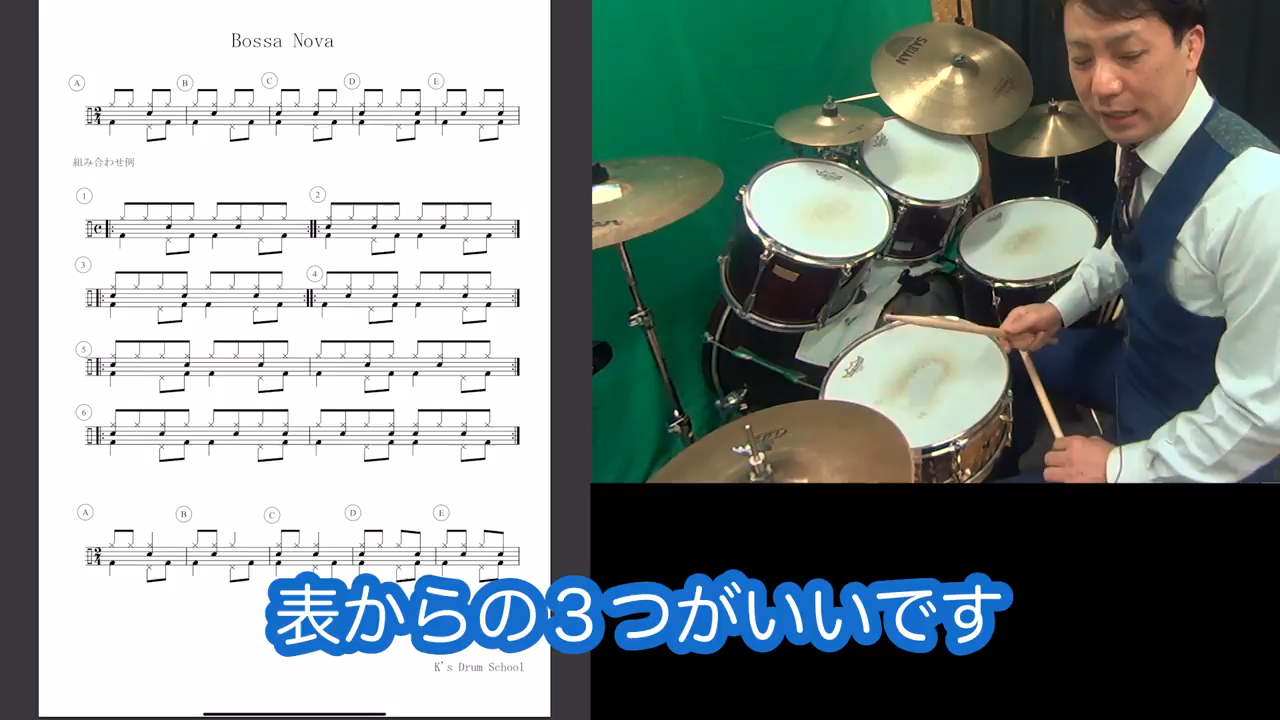 Bossa Nova
A B C D E
組み合わせ例
1 2
3 4
5
6
A B C D E
K's Drum School
SABIAN
表からの３つがいいです